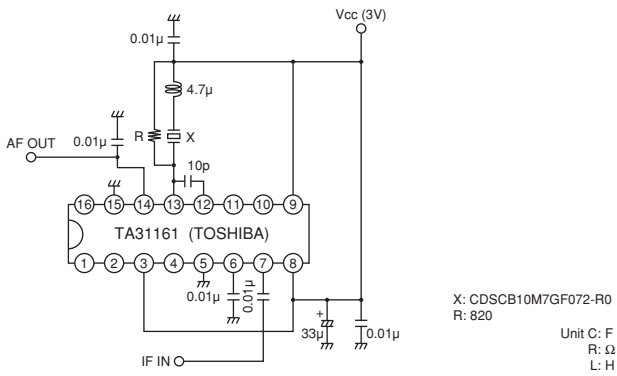 Vcc (3V)
0.01μ
4.7μ
R
X
AF OUT
0.01μ
10p
16 15 14 13 12 11 10 9
TA31161 (TOSHIBA)
1 2 3 4 5 6 7 8
0.01μ
0.01μ
+
33μ
0.01μ
IF IN
X: CDSCB10M7GF072-R0
R: 820
Unit C: F
R: Ω
L: H